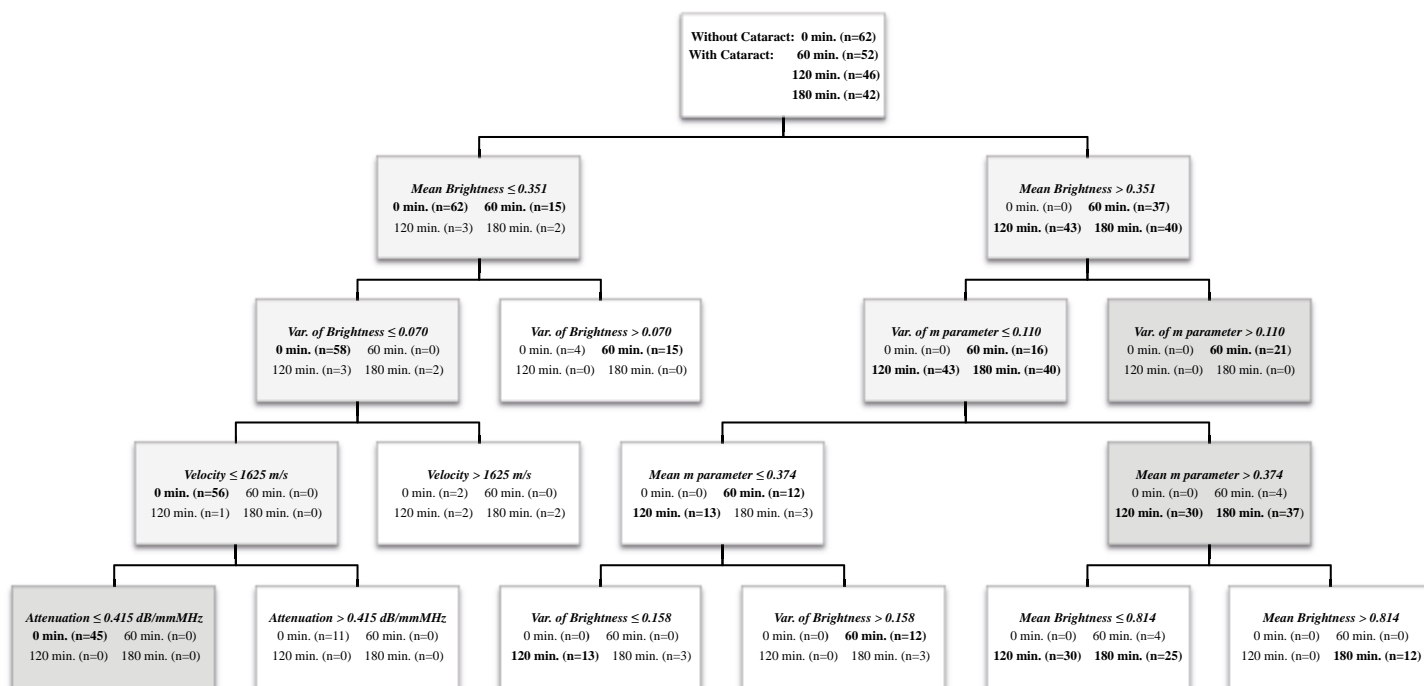 Without Cataract: 0 min. (n=62)
With Cataract: 60 min. (n=52)
120 min. (n=46)
180 min. (n=42)
Mean Brightness ≤ 0.351
0 min. (n=62) 60 min. (n=15)
120 min. (n=3) 180 min. (n=2)
Mean Brightness > 0.351
0 min. (n=0) 60 min. (n=37)
120 min. (n=43) 180 min. (n=40)
Var. of Brightness ≤ 0.070
0 min. (n=58) 60 min. (n=0)
120 min. (n=3) 180 min. (n=2)
Var. of Brightness > 0.070
0 min. (n=4) 60 min. (n=15)
120 min. (n=0) 180 min. (n=0)
Var. of m parameter ≤ 0.110
0 min. (n=0) 60 min. (n=16)
120 min. (n=43) 180 min. (n=40)
Var. of m parameter > 0.110
0 min. (n=0) 60 min. (n=21)
120 min. (n=0) 180 min. (n=0)
Velocity ≤ 1625 m/s
0 min. (n=56) 60 min. (n=0)
120 min. (n=1) 180 min. (n=0)
Velocity > 1625 m/s
0 min. (n=2) 60 min. (n=0)
120 min. (n=2) 180 min. (n=2)
Mean m parameter ≤ 0.374
0 min. (n=0) 60 min. (n=12)
120 min. (n=13) 180 min. (n=3)
Mean m parameter > 0.374
0 min. (n=0) 60 min. (n=4)
120 min. (n=30) 180 min. (n=37)
Attenuation ≤ 0.415 dB/mmMHz
0 min. (n=45) 60 min. (n=0)
120 min. (n=0) 180 min. (n=0)
Attenuation > 0.415 dB/mmMHz
0 min. (n=11) 60 min. (n=0)
120 min. (n=0) 180 min. (n=0)
Var. of Brightness ≤ 0.158
0 min. (n=0) 60 min. (n=0)
120 min. (n=13) 180 min. (n=3)
Var. of Brightness > 0.158
0 min. (n=0) 60 min. (n=12)
120 min. (n=0) 180 min. (n=3)
Mean Brightness ≤ 0.814
0 min. (n=0) 60 min. (n=4)
120 min. (n=30) 180 min. (n=25)
Mean Brightness > 0.814
0 min. (n=0) 60 min. (n=0)
120 min. (n=0) 180 min. (n=12)